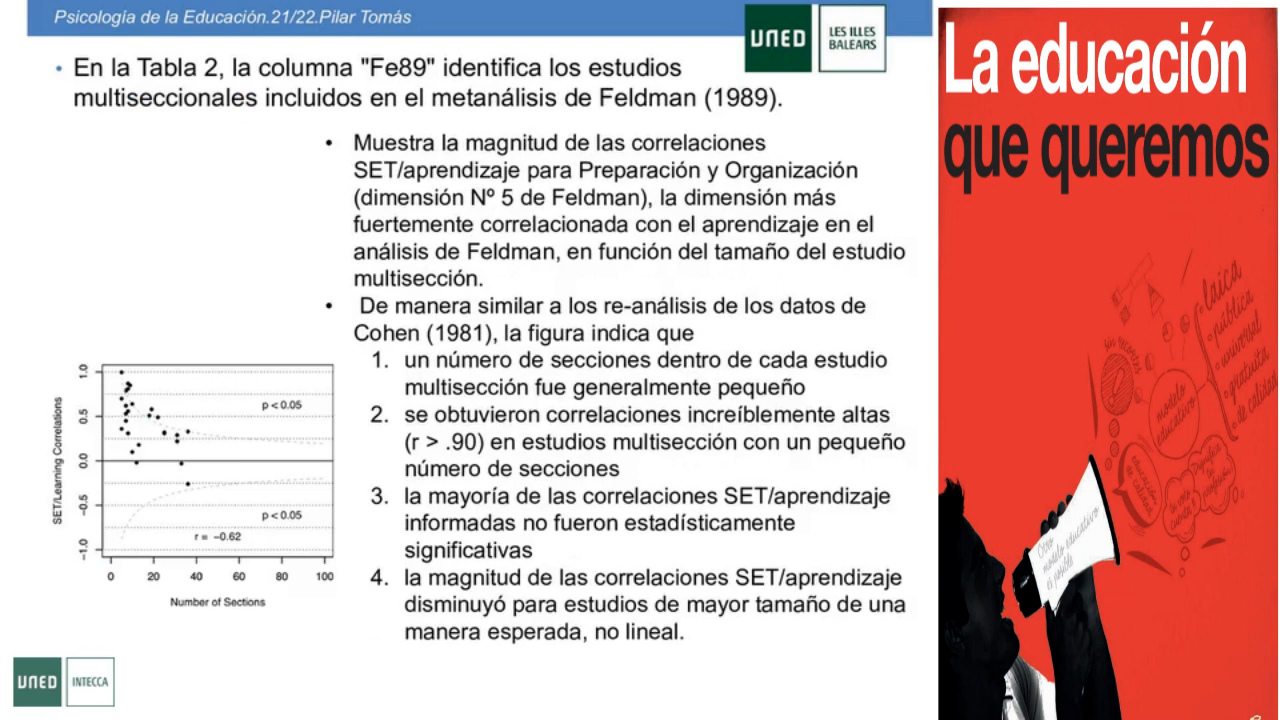 Psicología de la Educación.21/22.Pilar Tomás
UNED
LES ILLES
BALEARS
• En la Tabla 2, la columna "Fe89" identifica los estudios
multiseccionales incluidos en el metanálisis de Feldman (1989).
• Muestra la magnitud de las correlaciones
SET/aprendizaje para Preparación y Organización
(dimensión Nº 5 de Feldman), la dimensión más
fuertemente correlacionada con el aprendizaje en el
análisis de Feldman, en función del tamaño del estudio
multisección.
• De manera similar a los re-análisis de los datos de
Cohen (1981), la figura indica que
1. un número de secciones dentro de cada estudio
multisección fue generalmente pequeño
2. se obtuvieron correlaciones increíblemente altas
(r > .90) en estudios multisección con un pequeño
número de secciones
3. la mayoría de las correlaciones SET/aprendizaje
informadas no fueron estadísticamente
significativas
4. la magnitud de las correlaciones SET/aprendizaje
disminuyó para estudios de mayor tamaño de una
manera esperada, no lineal.
SET/Learning Correlations
1.0
0.5
0.0
−0.5
−1.0
p < 0.05
p < 0.05
r = −0.62
0 20 40 60 80 100
Number of Sections
UNED
INTECCA
La educación
que queremos
laica
pública
universal
gratuita
de calidad
sin recortes
modelo
educativo
Otro
modelo educativo
es posible